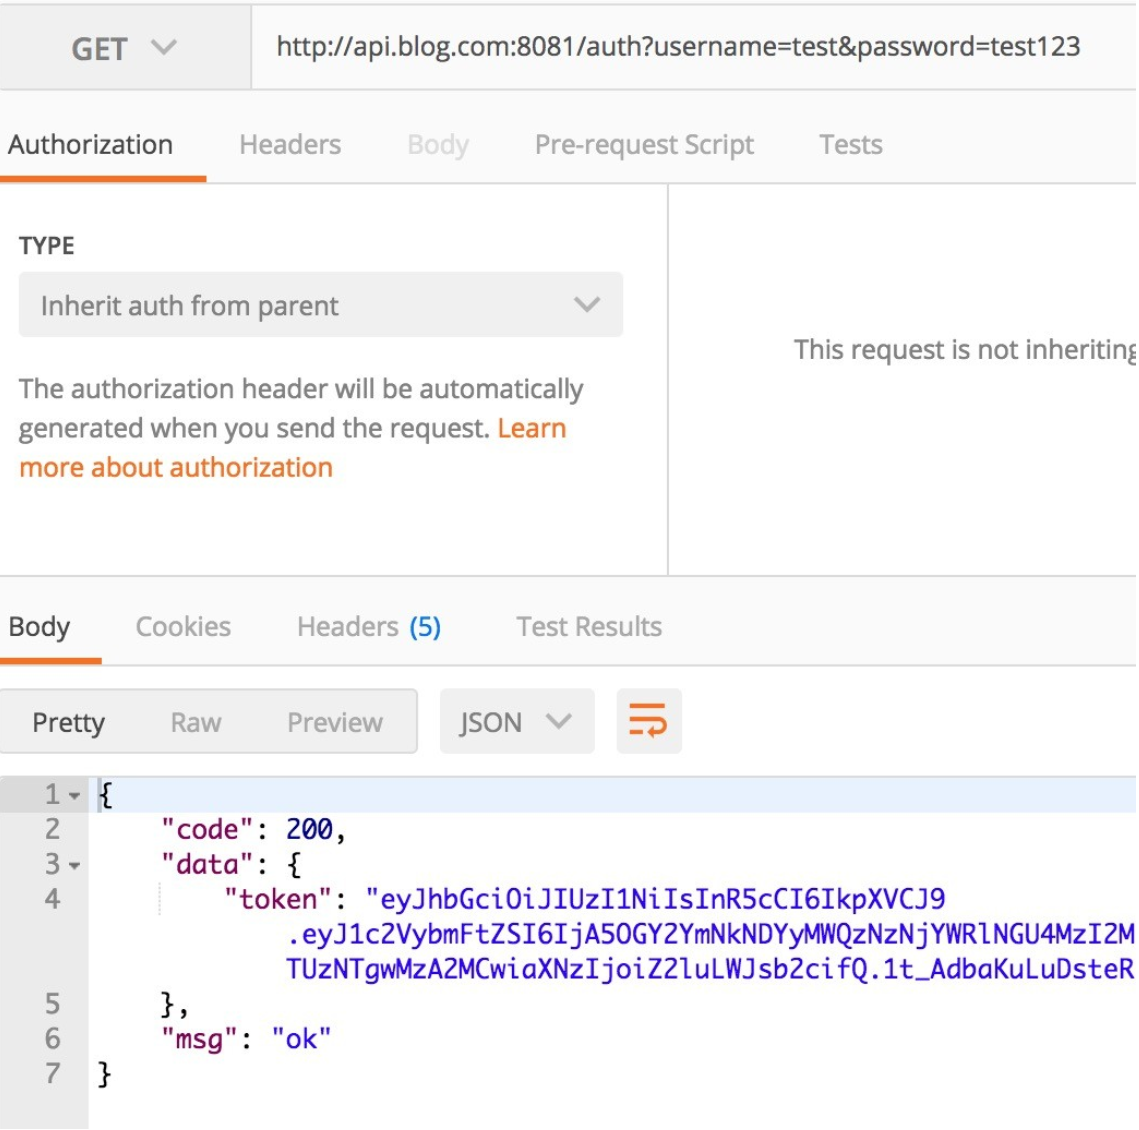 GET
http://api.blog.com:8081/auth?username=test&password=test123
Authorization Headers Body Pre-request Script Tests
TYPE
Inherit auth from parent
This request is not inheriting
The authorization header will be automatically
generated when you send the request. Learn
more about authorization
Body Cookies Headers (5) Test Results
Pretty Raw Preview JSON
1 {
2 "code": 200,
3 "data": {
4 "token": "eyJhbGciOiJIUzI1NiIsInR5cCI6IkpXVCJ9
.eyJ1c2VybmFtZSI6IjA5OGY2YmNkNDYyMWQzNzNjYWRlNGU4MzI2M
TUzNTgwMzA2MCwiaXNzIjoiZ2luLWJsb2cifQ.1t_AdbaKuLuDsteR
5 },
6 "msg": "ok"
7 }